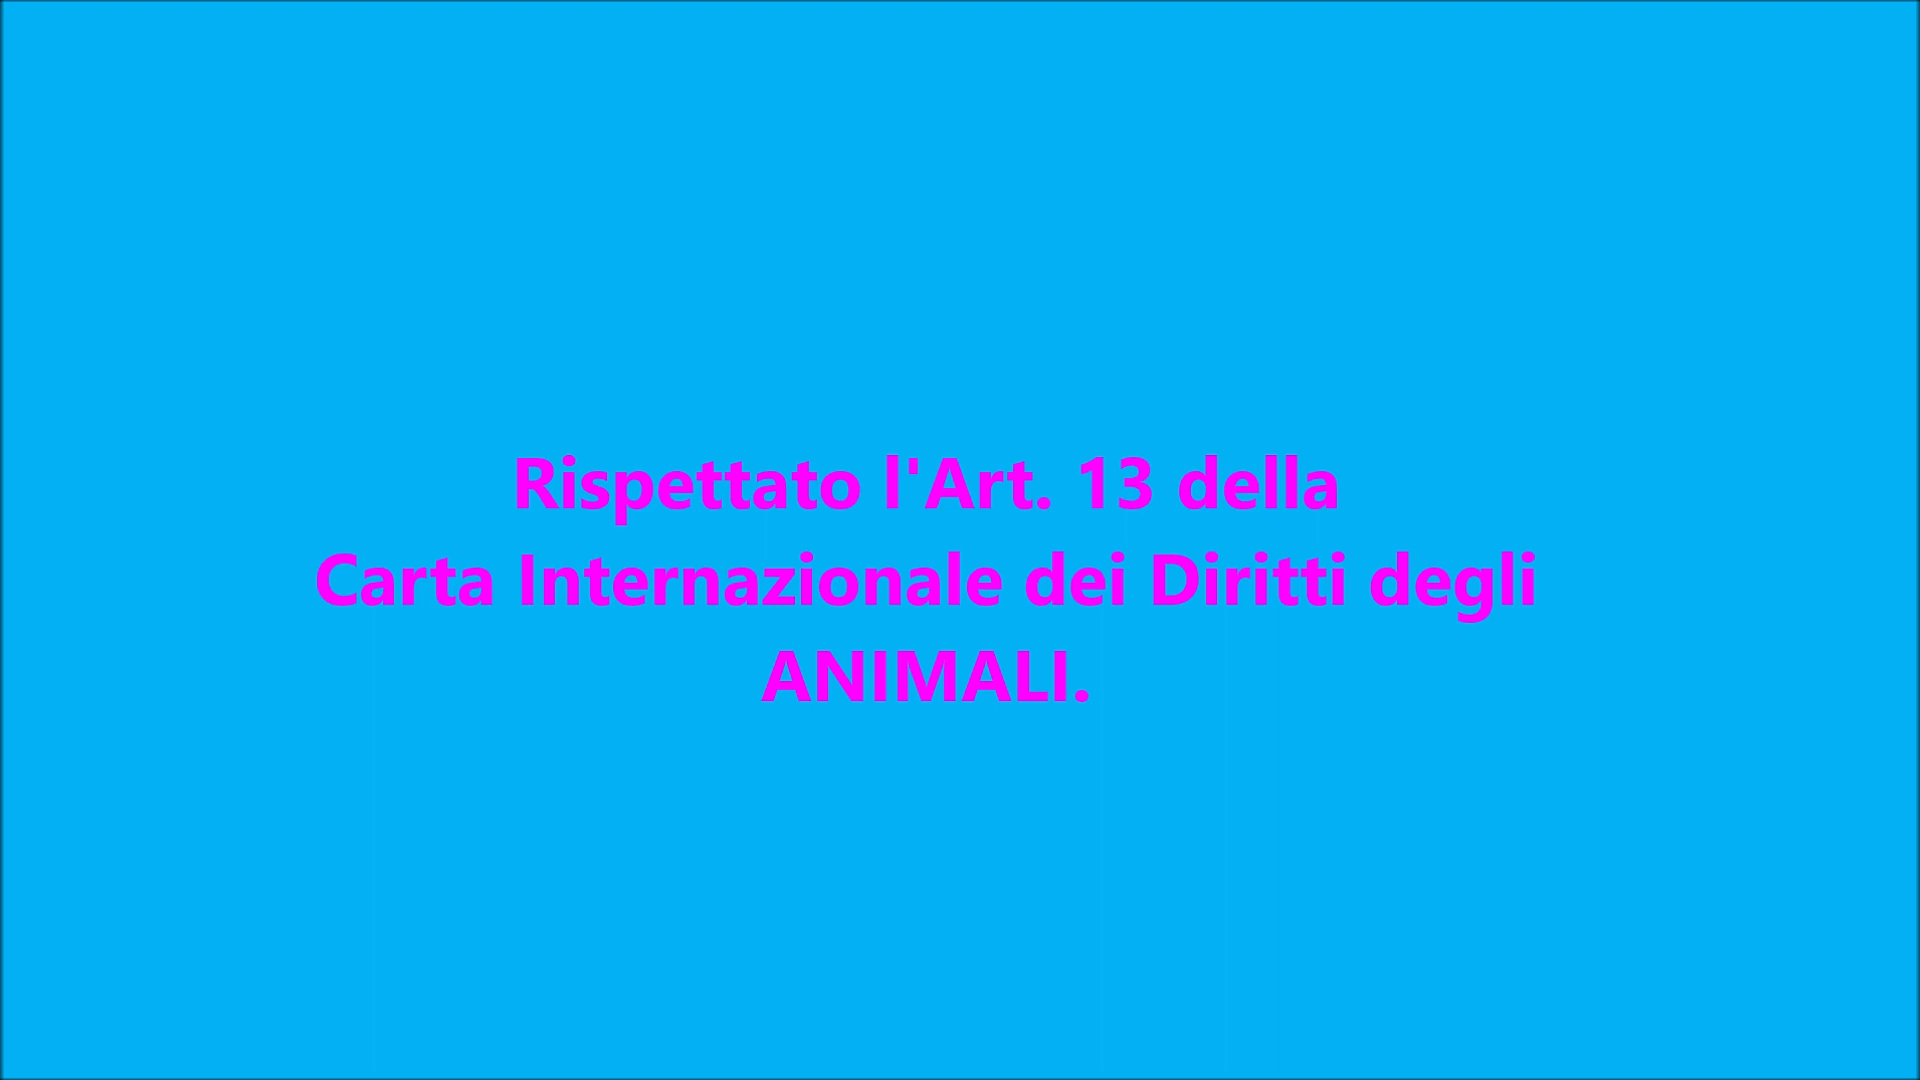 Rispettato l'Art. 13 della
Carta Internazionale dei Diritti degli
ANIMALI.